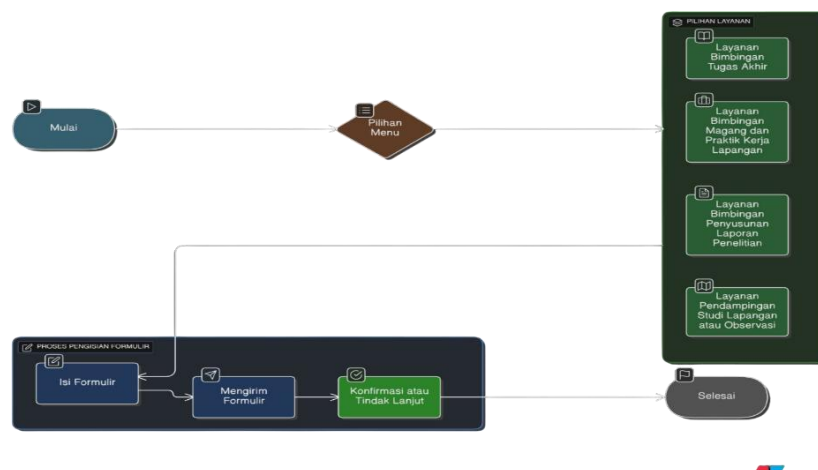 PILIHAN LAYANAN
Layanan
Bimbingan
Tugas Akhir
Mulai
Pilihan
Menu
Layanan
Bimbingan
Magang dan
Praktik Kerja
Lapangan
Layanan
Bimbingan
Penyusunan
Laporan
Penelitian
Layanan
Pendampingan
Studi Lapangan
atau Observasi
PROSES PENGISIAN FORMULIR
Isi Formulir
Mengirim
Formulir
Konfirmasi atau
Tindak Lanjut
Selesai